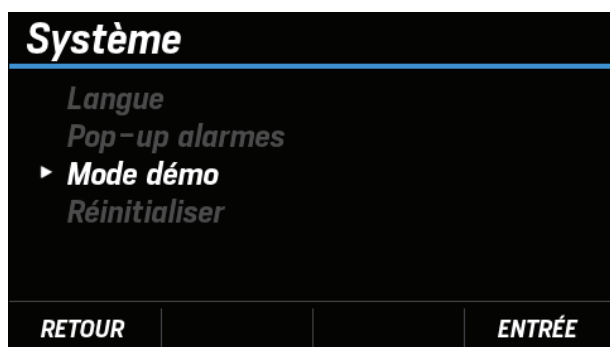 Système
Langue
Pop-up alarmes
Mode démo
Réinitialiser
RETOUR ENTRÉE